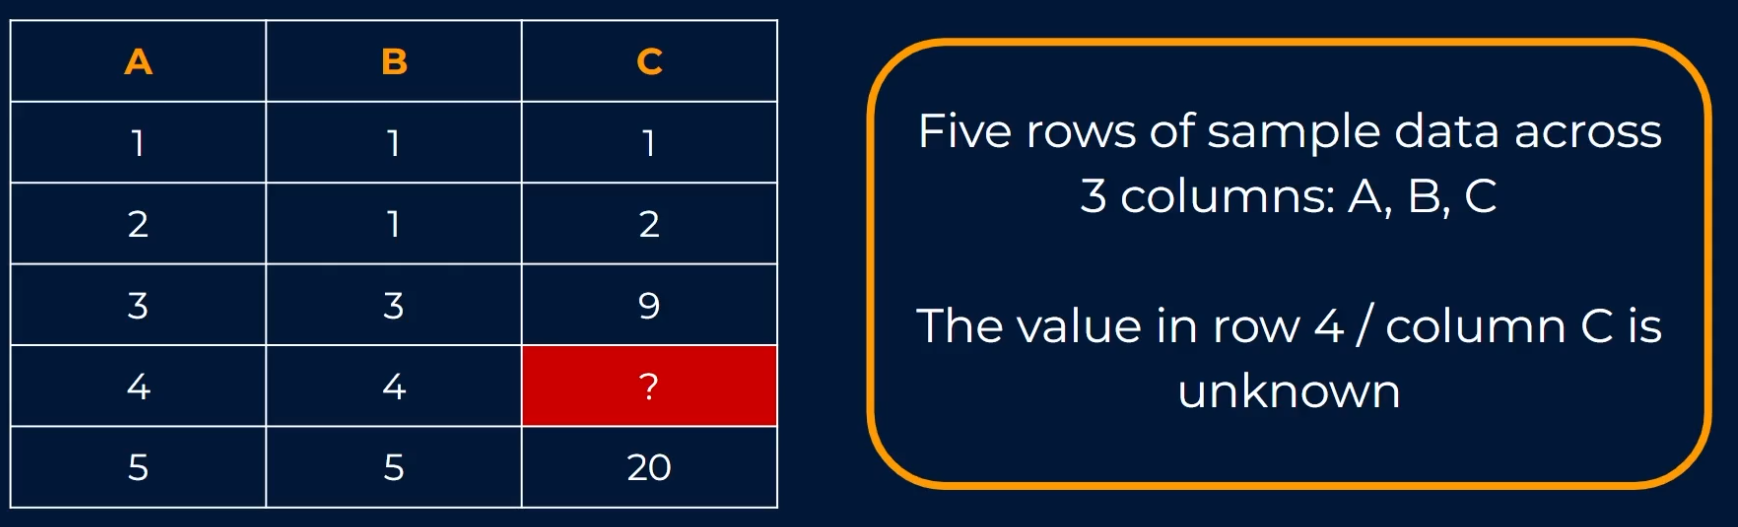 A B C
1 1 1
2 1 2
3 3 9
4 4 ?
5 5 20
Five rows of sample data across
3 columns: A, B, C
The value in row 4 / column C is
unknown